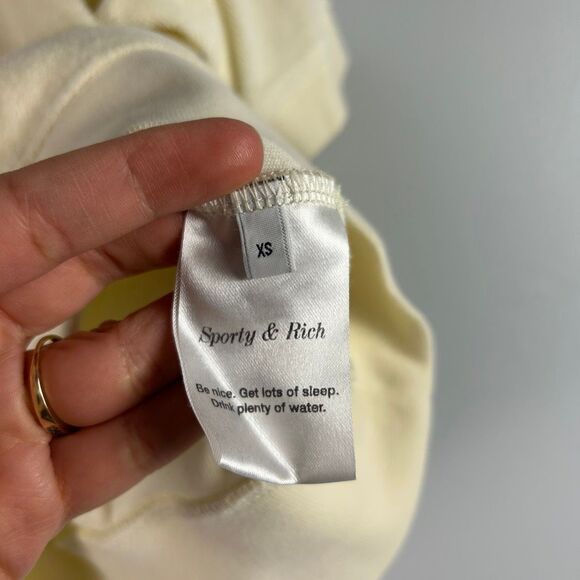 XS
Sporty & Rich
Be nice. Get lots of sleep.
Drink plenty of water.